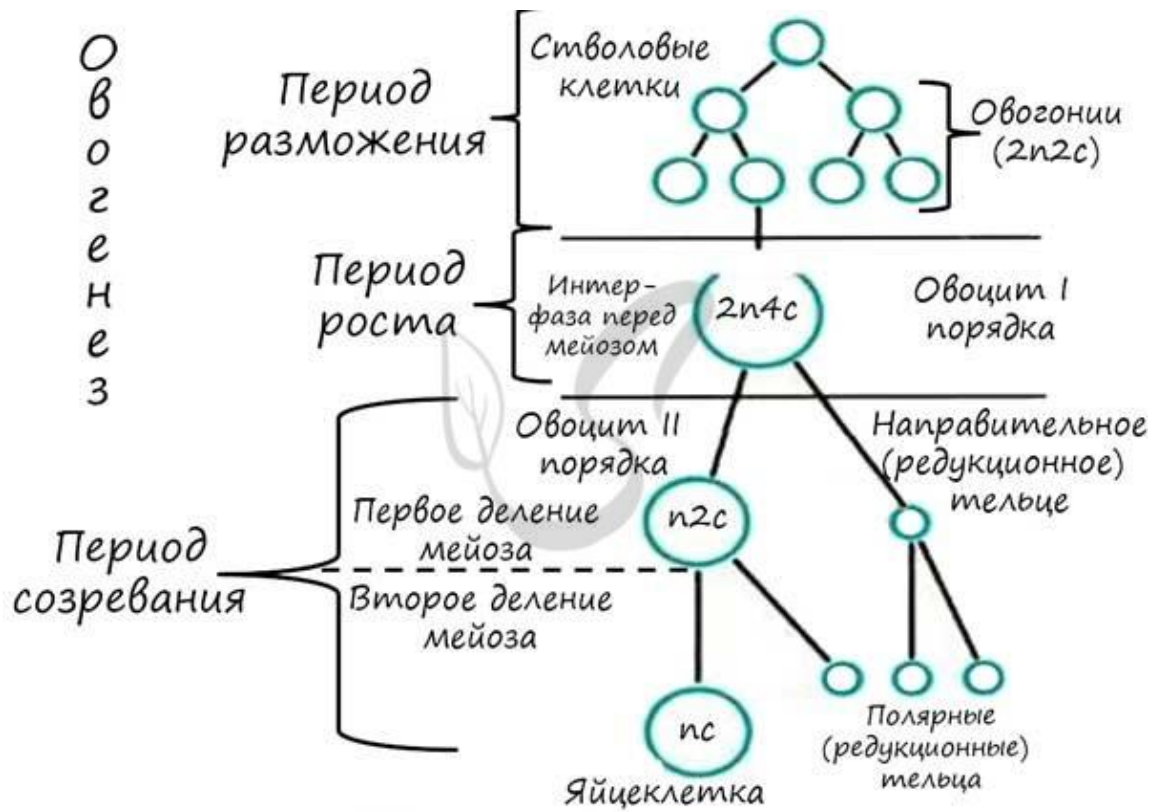 Овогенез
Период
размножения
Стволовые
клетки
Овогонии
(2n2c)
Период
роста
Интер-
фаза перед
мейозом
2n4c
Овоцит I
порядка
Период
созревания
Овоцит II
порядка
Направительное
(редукционное)
тельце
n2c
Первое деление
мейоза
Второе деление
мейоза
nc
Яйцеклетка
Полярные
(редукционные)
тельца